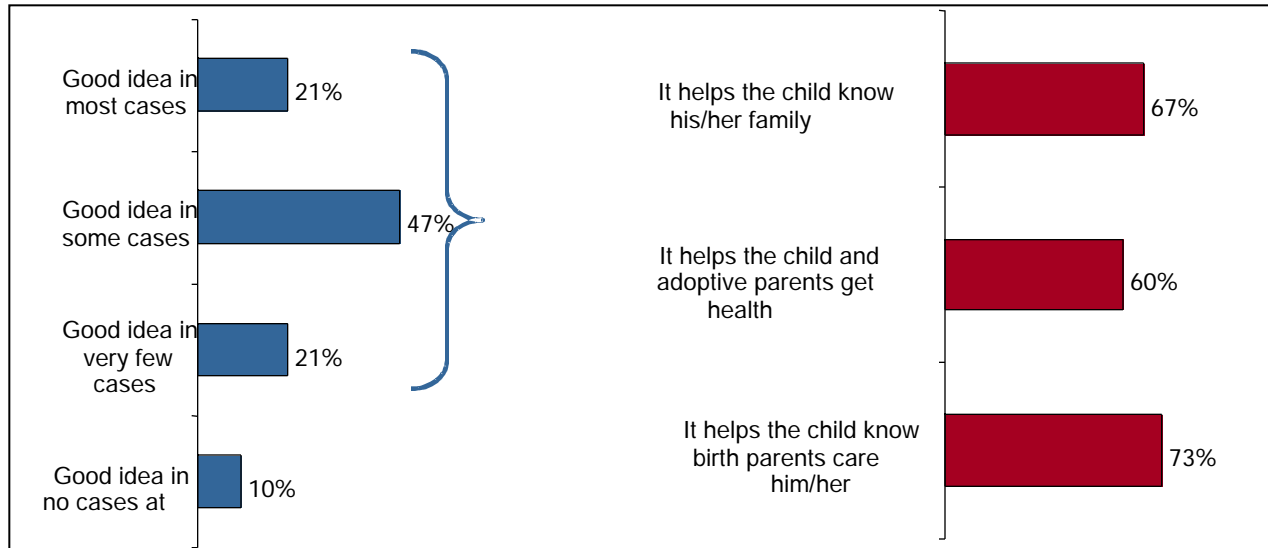 Good idea in
most cases
21%
Good idea in
some cases
47%
Good idea in
very few
cases
21%
Good idea in
no cases at
10%
It helps the child know
his/her family
67%
It helps the child and
adoptive parents get
health
60%
It helps the child know
birth parents care
him/her
73%